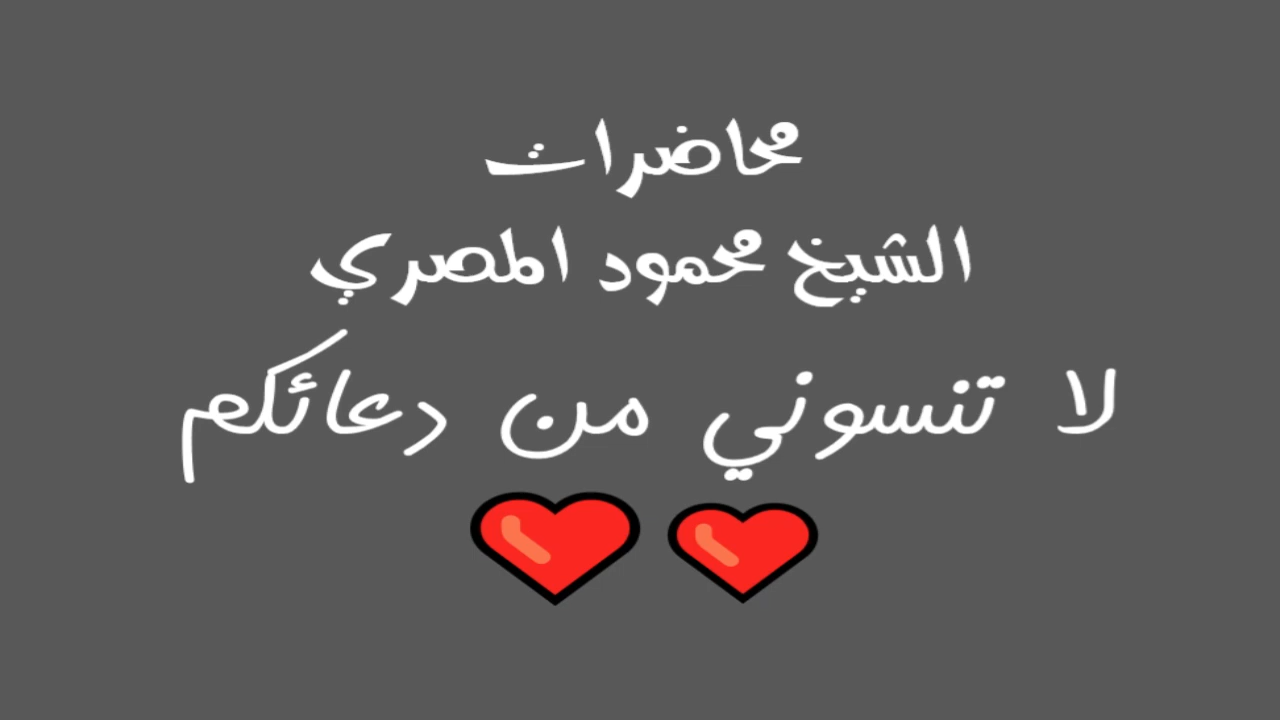 محاضرات
الشيخ محمود المصري
لا تنسوني من دعائكم